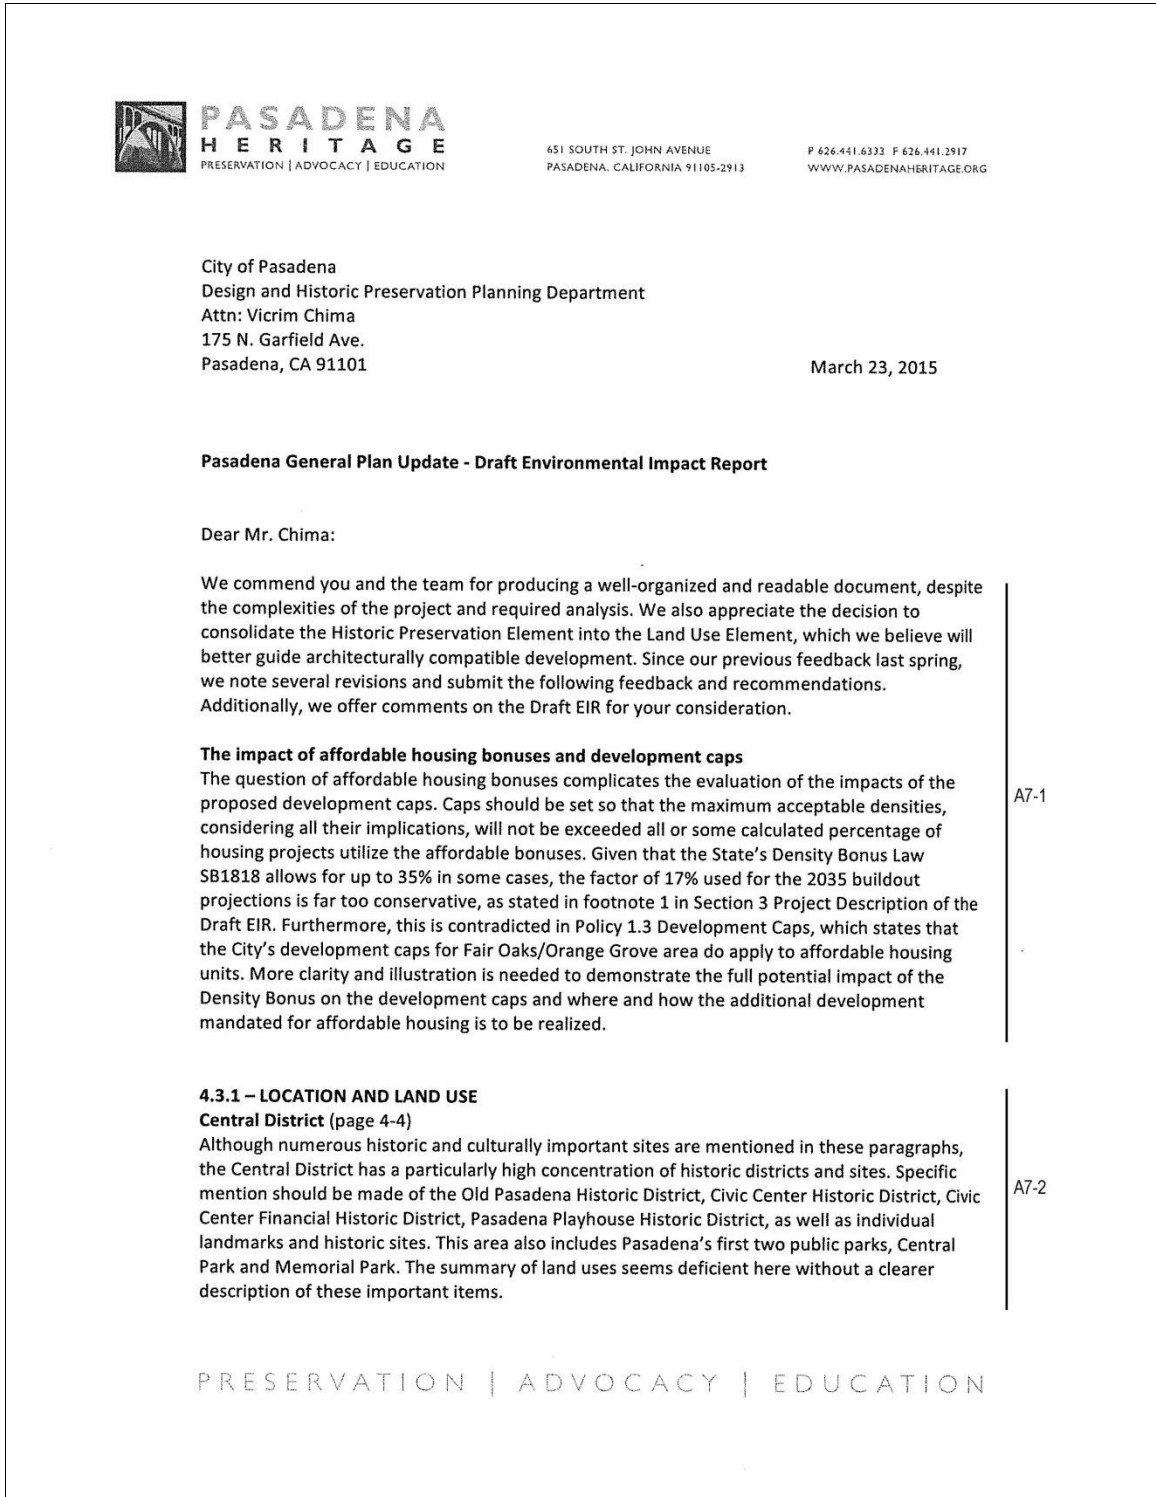 PASADENA
HERITAGE
PRESERVATION | ADVOCACY | EDUCATION
651 SOUTH ST. JOHN AVENUE
PASADENA, CALIFORNIA 91105-2913
P 626.441.6333 F 626.441.2917
WWW.PASADENAHERITAGE.ORG
City of Pasadena
Design and Historic Preservation Planning Department
Attn: Vicrim Chima
175 N. Garfield Ave.
Pasadena, CA 91101
March 23, 2015
Pasadena General Plan Update - Draft Environmental Impact Report
Dear Mr. Chima:
We commend you and the team for producing a well-organized and readable document, despite
the complexities of the project and required analysis. We also appreciate the decision to
consolidate the Historic Preservation Element into the Land Use Element, which we believe will
better guide architecturally compatible development. Since our previous feedback last spring,
we note several revisions and submit the following feedback and recommendations.
Additionally, we offer comments on the Draft EIR for your consideration.
The impact of affordable housing bonuses and development caps
The question of affordable housing bonuses complicates the evaluation of the impacts of the
proposed development caps. Caps should be set so that the maximum acceptable densities,
considering all their implications, will not be exceeded all or some calculated percentage of
housing projects utilize the affordable bonuses. Given that the State's Density Bonus Law
SB1818 allows for up to 35% in some cases, the factor of 17% used for the 2035 buildout
projections is far too conservative, as stated in footnote 1 in Section 3 Project Description of the
Draft EIR. Furthermore, this is contradicted in Policy 1.3 Development Caps, which states that
the City's development caps for Fair Oaks/Orange Grove area do apply to affordable housing
units. More clarity and illustration is needed to demonstrate the full potential impact of the
Density Bonus on the development caps and where and how the additional development
mandated for affordable housing is to be realized.
A7-1
4.3.1 – LOCATION AND LAND USE
Central District (page 4-4)
Although numerous historic and culturally important sites are mentioned in these paragraphs,
the Central District has a particularly high concentration of historic districts and sites. Specific
mention should be made of the Old Pasadena Historic District, Civic Center Historic District, Civic
Center Financial Historic District, Pasadena Playhouse Historic District, as well as individual
landmarks and historic sites. This area also includes Pasadena's first two public parks, Central
Park and Memorial Park. The summary of land uses seems deficient here without a clearer
description of these important items.
A7-2
PRESERVATION | ADVOCACY | EDUCATION